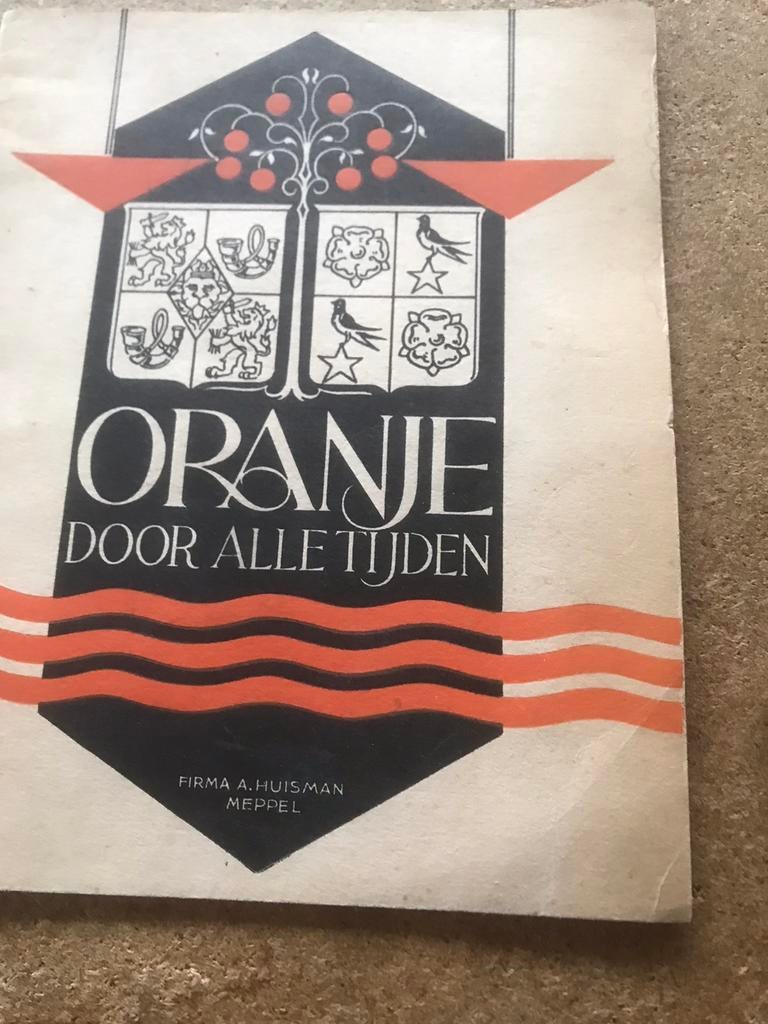 ORANJE
DOOR ALLE TIJDEN
FIRMA A. HUISMAN
MEPPEL